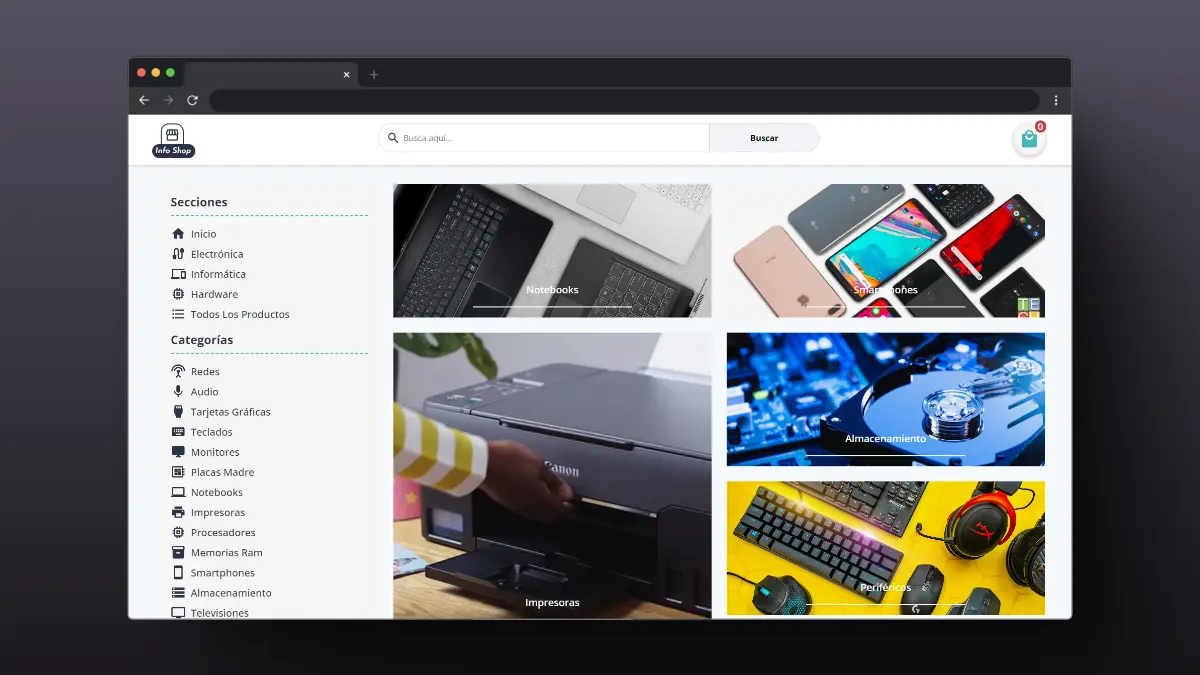 Info Shop
Busca aquí...
Buscar
0
Secciones
Inicio
Electrónica
Informática
Hardware
Todos Los Productos
Categorías
Redes
Audio
Tarjetas Gráficas
Teclados
Monitores
Placas Madre
Notebooks
Impresoras
Procesadores
Memorias Ram
Smartphones
Almacenamiento
Televisiones
Notebooks
Smartphones
Canon
Impresoras
Almacenamiento
HX
Periféricos